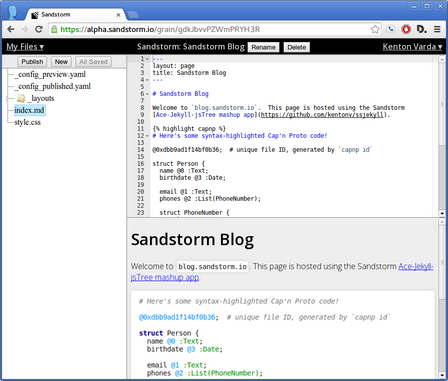 Sandstorm
https://alpha.sandstorm.io/grain/gdkJbvvPZWmPRYH3R
My Files ▾ Sandstorm: Sandstorm Blog Rename Delete Kenton Varda ▾
Publish New All Saved
_config_preview.yaml
_config_published.yaml
_layouts
index.md
style.css
1 ---
2 layout: page
3 title: Sandstorm Blog
4 ---
5
6 # Sandstorm Blog
7
8 Welcome to `blog.sandstorm.io`. This page is hosted using the Sandstorm
9 [Ace-Jekyll-jsTree mashup app](https://github.com/kentonv/ssjekyll).
10
11 {% highlight capnp %}
12 # Here's some syntax-highlighted Cap'n Proto code!
13
14 @0xdbb9ad1f14bf0b36; # unique file ID, generated by `capnp id`
15
16 struct Person {
17 name @0 :Text;
18 birthdate @3 :Date;
19
20 email @1 :Text;
21 phones @2 :List(PhoneNumber);
22
23 struct PhoneNumber {
Sandstorm Blog
Welcome to blog.sandstorm.io. This page is hosted using the Sandstorm Ace-Jekyll-
jsTree mashup app.
# Here's some syntax-highlighted Cap'n Proto code!
@0xdbb9ad1f14bf0b36; # unique file ID, generated by `capnp id`
struct Person {
name @0 :Text;
birthdate @3 :Date;
email @1 :Text;
phones @2 :List(PhoneNumber);